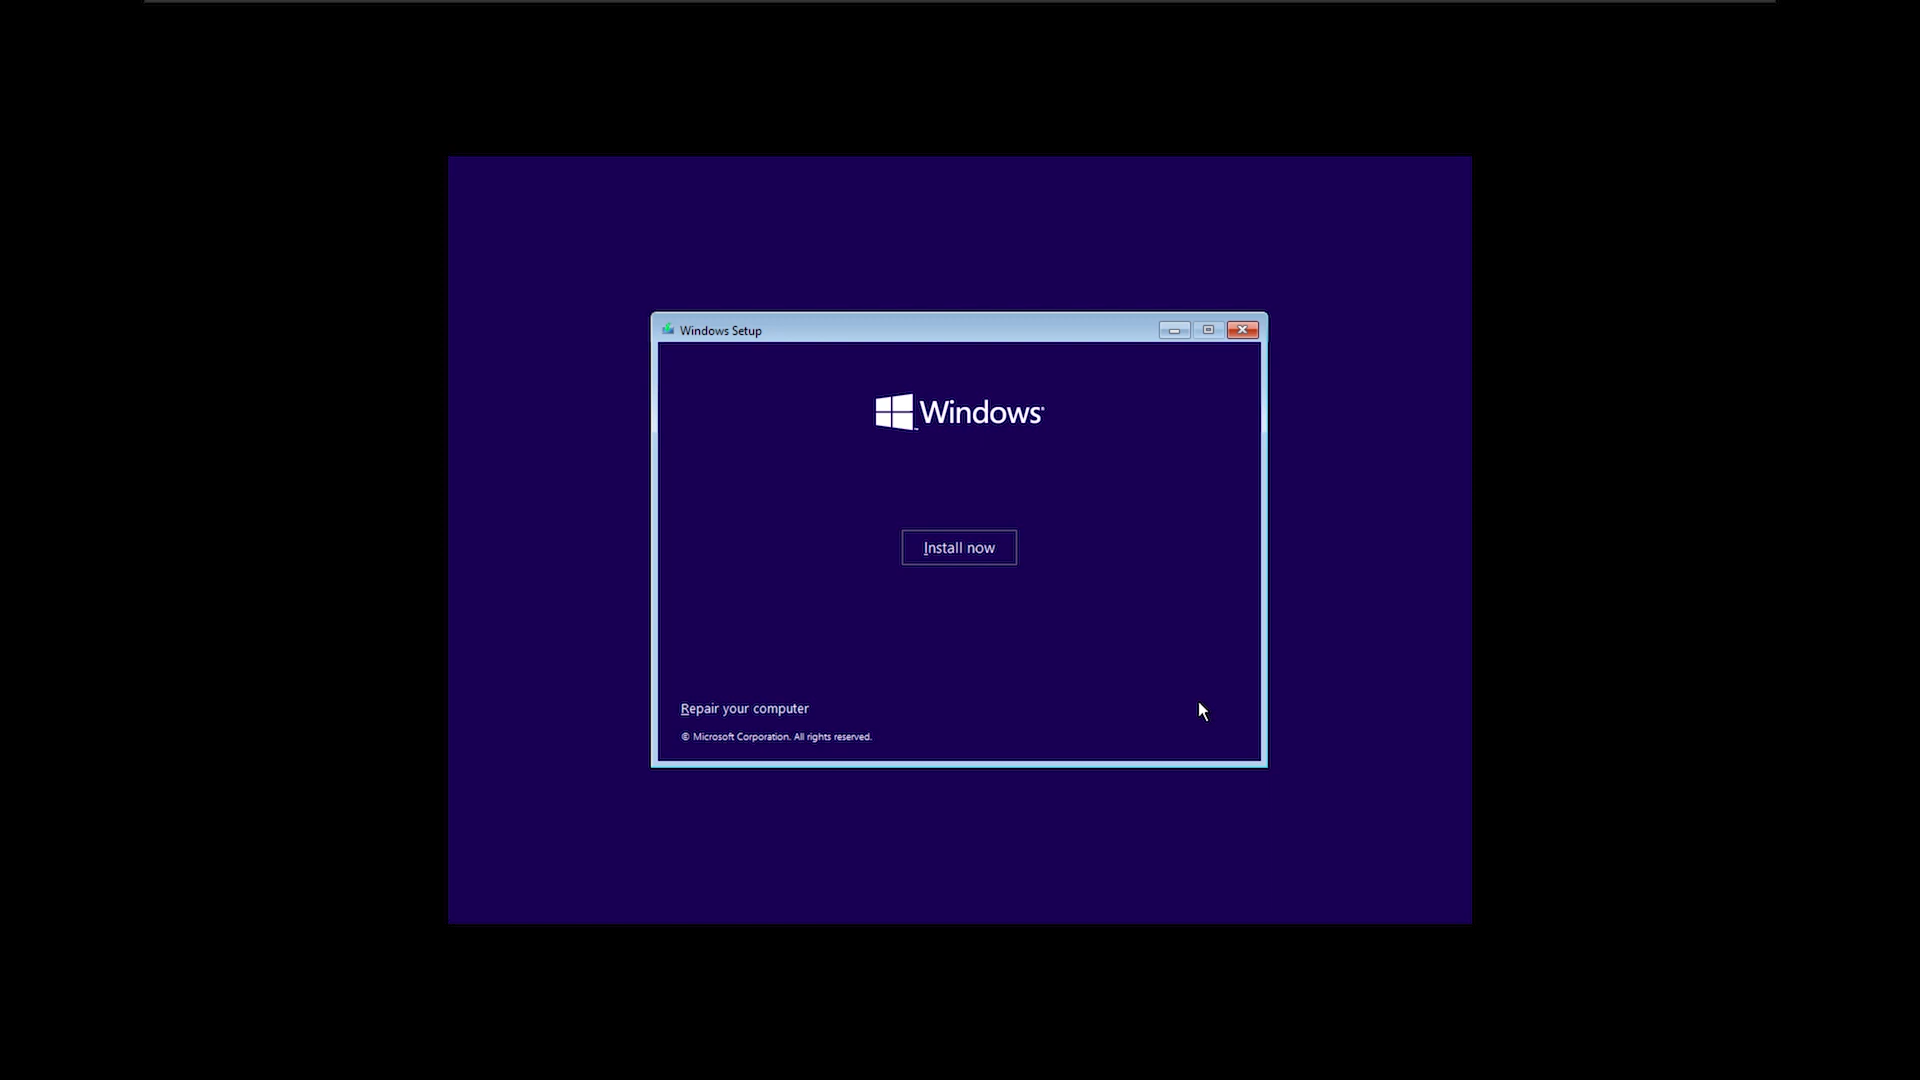 Windows Setup
Windows
Install now
Repair your computer
© Microsoft Corporation. All rights reserved.